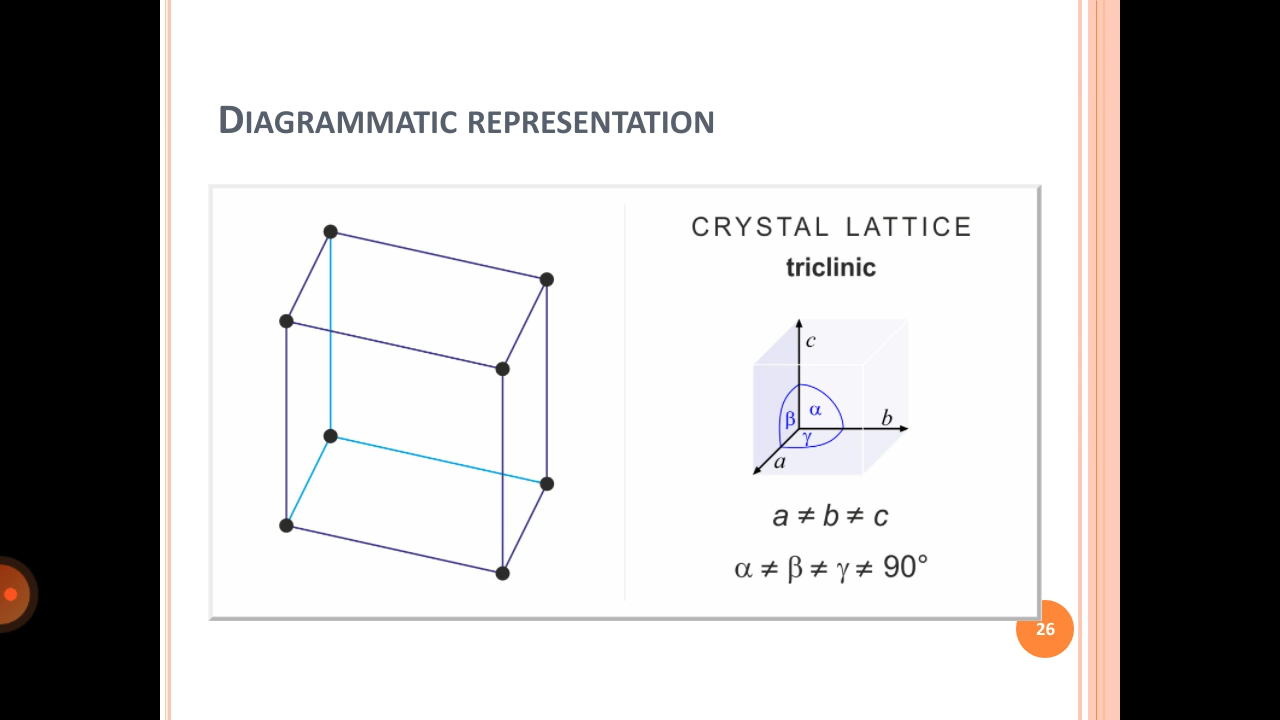 DIAGRAMMATIC REPRESENTATION
CRYSTAL LATTICE
triclinic
c
β α
b
γ
a
a ≠ b ≠ c
α ≠ β ≠ γ ≠ 90°
26